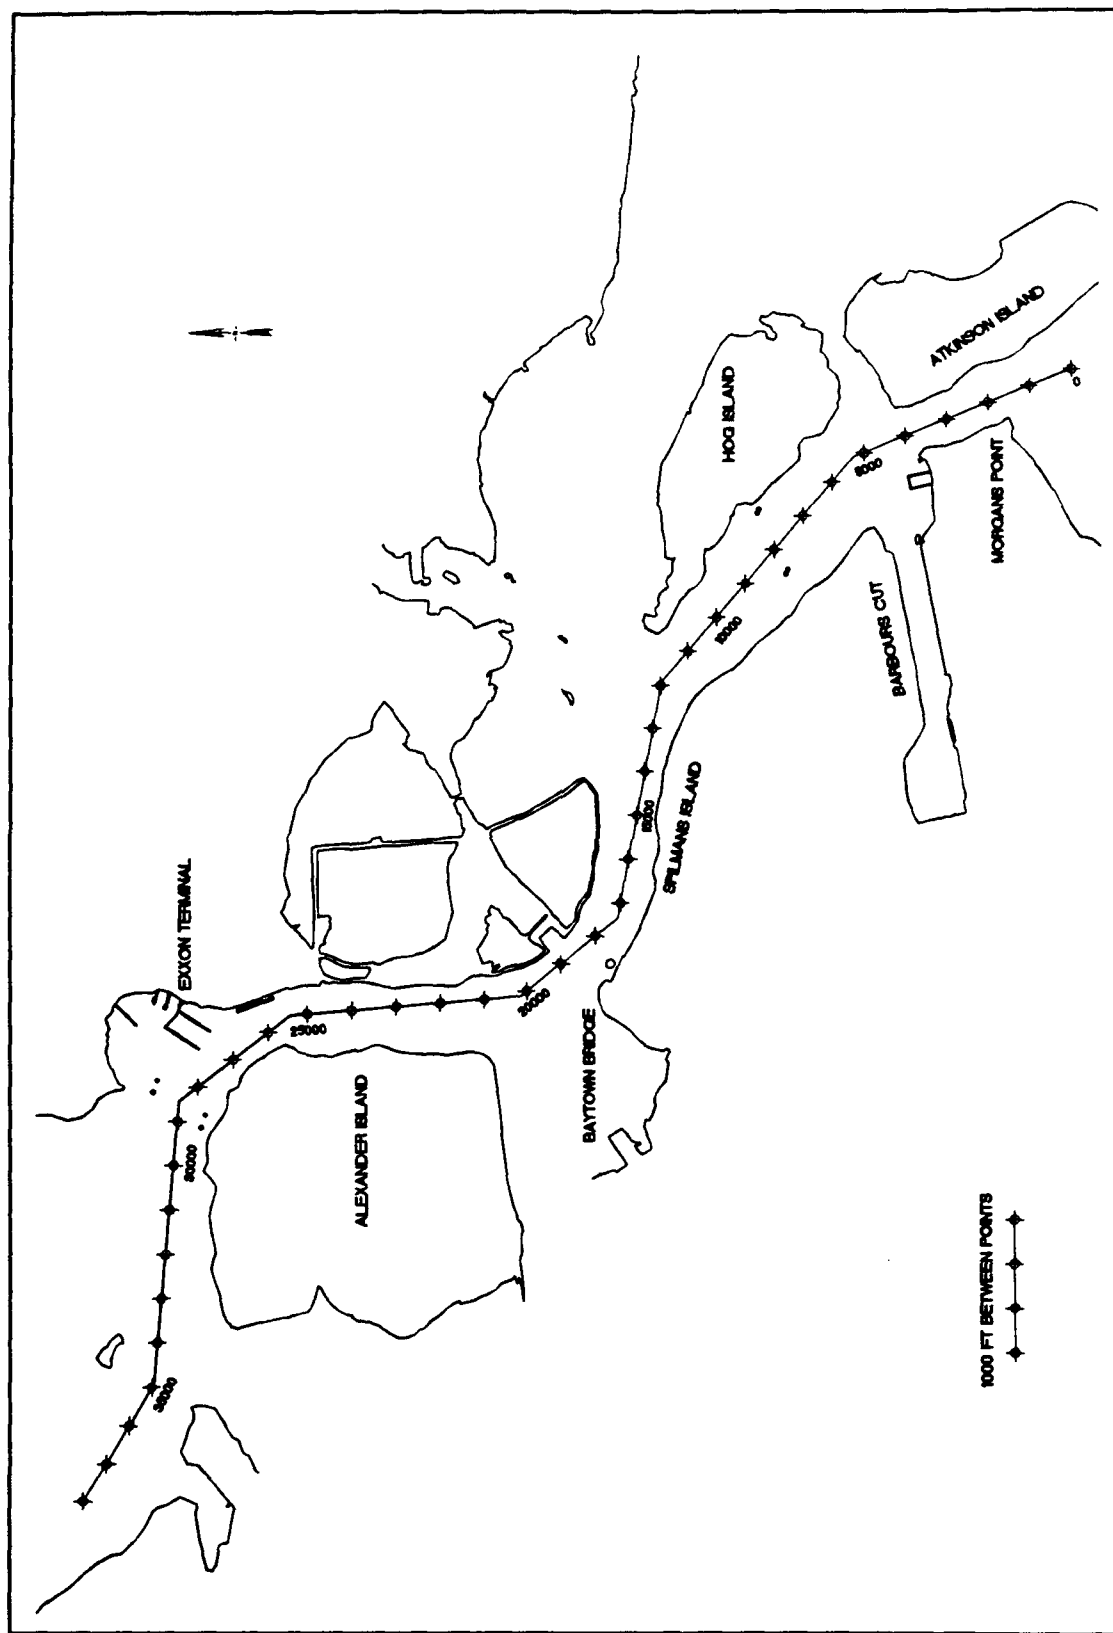 EXXON TERMINAL
ALEXANDER ISLAND
BAYTOWN BRIDGE
SPILMANS ISLAND
HOG ISLAND
ATKINSON ISLAND
MORGANS POINT
BARBOURS CUT
0
5000
10000
15000
20000
25000
30000
35000
1000 FT BETWEEN POINTS